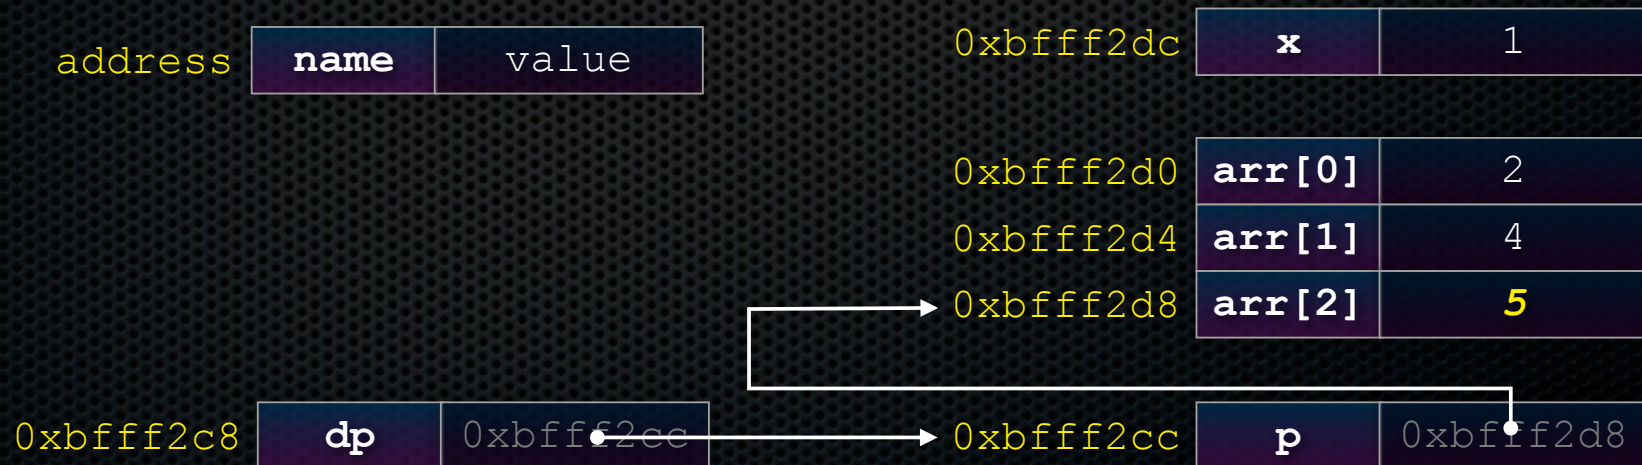 address name value
0xbfff2dc x 1
0xbfff2d0 arr[0] 2
0xbfff2d4 arr[1] 4
0xbfff2d8 arr[2] 5
0xbfff2c8 dp 0xbfff2cc
0xbfff2cc p 0xbfff2d8